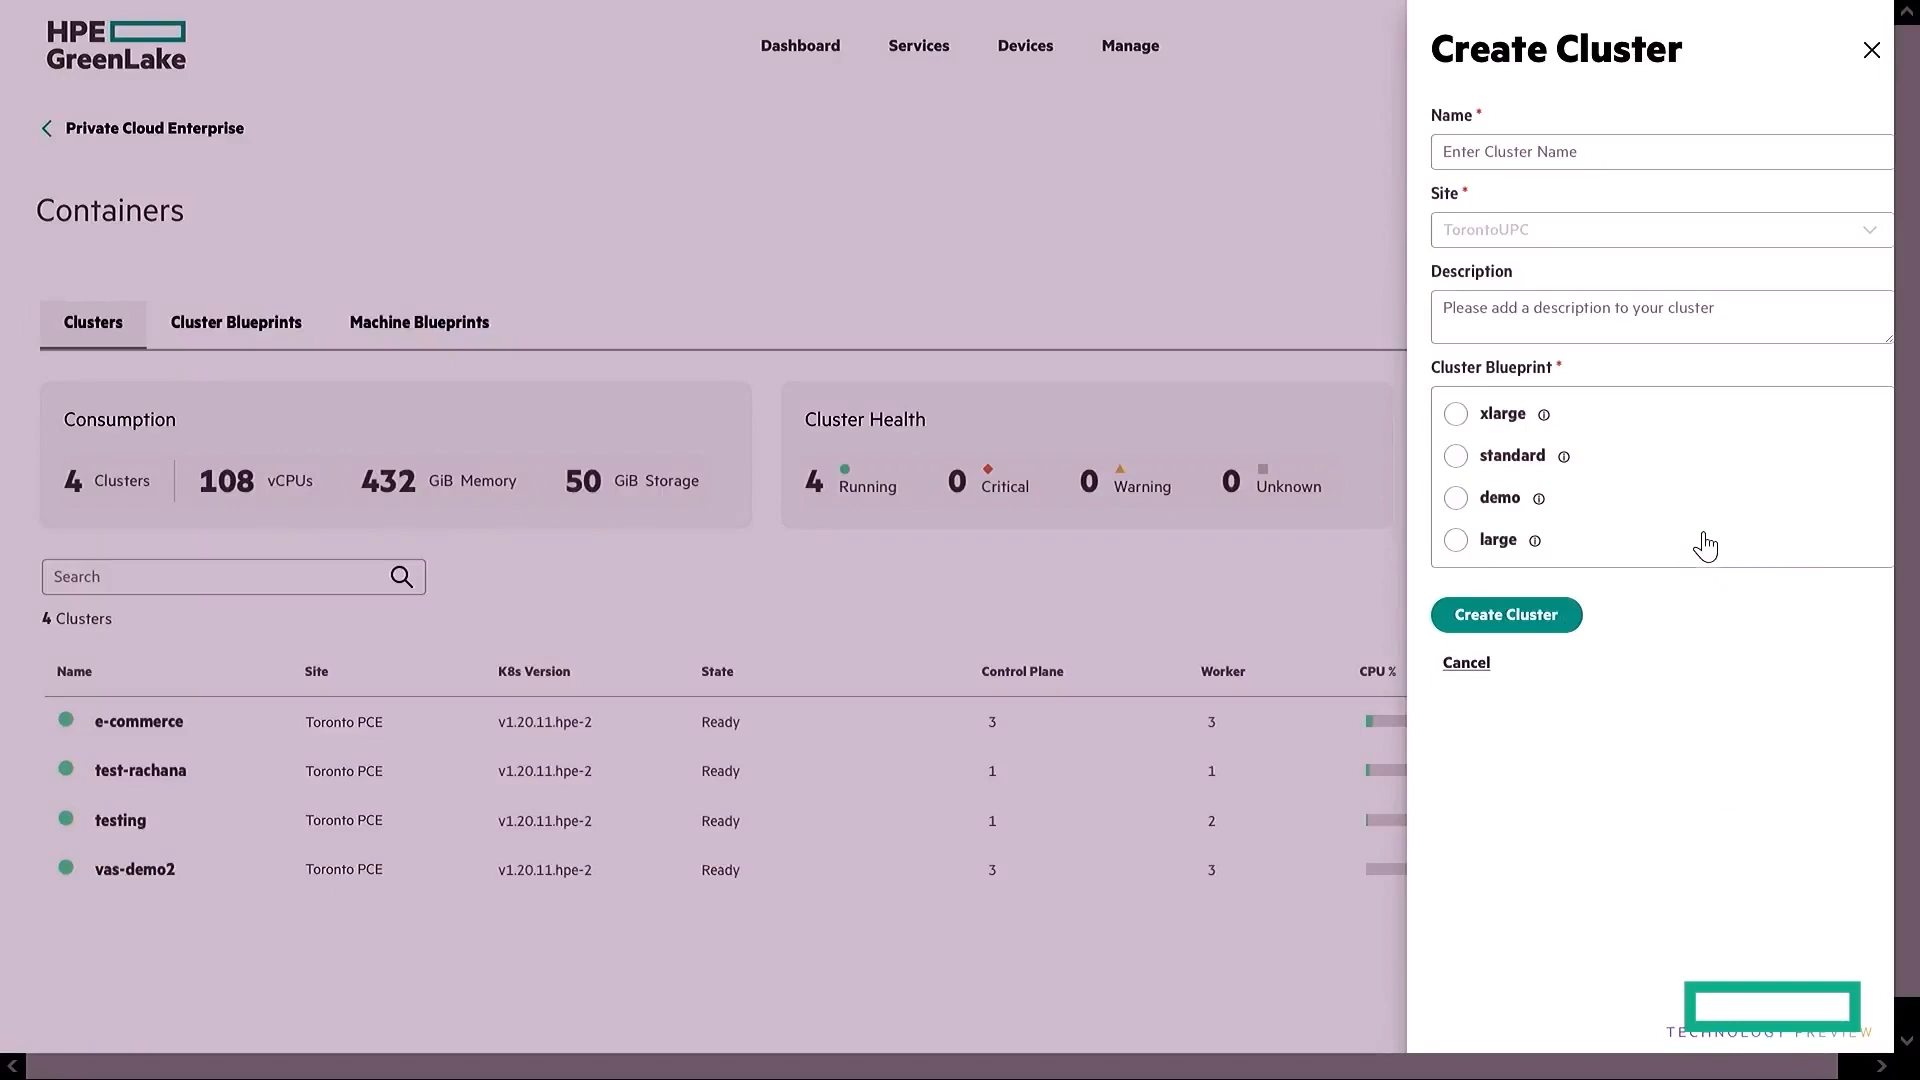 HPE
GreenLake
Dashboard Services Devices Manage
Private Cloud Enterprise
Containers
Clusters Cluster Blueprints Machine Blueprints
Consumption
4 Clusters 108 vCPUs 432 GiB Memory 50 GiB Storage
Cluster Health
4 Running 0 Critical 0 Warning 0 Unknown
Search
4 Clusters
Name Site K8s Version State Control Plane Worker CPU %
e-commerce Toronto PCE v1.20.11.hpe-2 Ready 3 3
test-rachana Toronto PCE v1.20.11.hpe-2 Ready 1 1
testing Toronto PCE v1.20.11.hpe-2 Ready 1 2
vas-demo2 Toronto PCE v1.20.11.hpe-2 Ready 3 3
Create Cluster
Name *
Enter Cluster Name
Site *
TorontoUPC
Description
Please add a description to your cluster
Cluster Blueprint *
xlarge
standard
demo
large
Create Cluster
Cancel
TECHNOLOGY PREVIEW